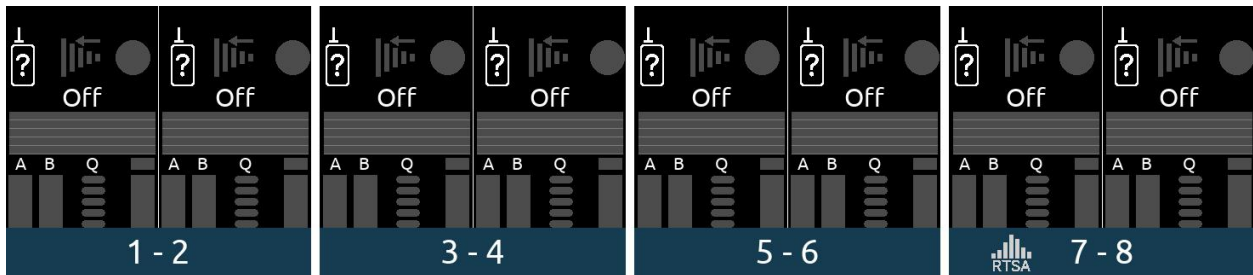 ? ? ? ? ? ? ? ?
Off Off Off Off Off Off Off Off
A B Q A B Q A B Q A B Q A B Q A B Q A B Q A B Q
1 - 2 3 - 4 5 - 6 RTSA 7 - 8